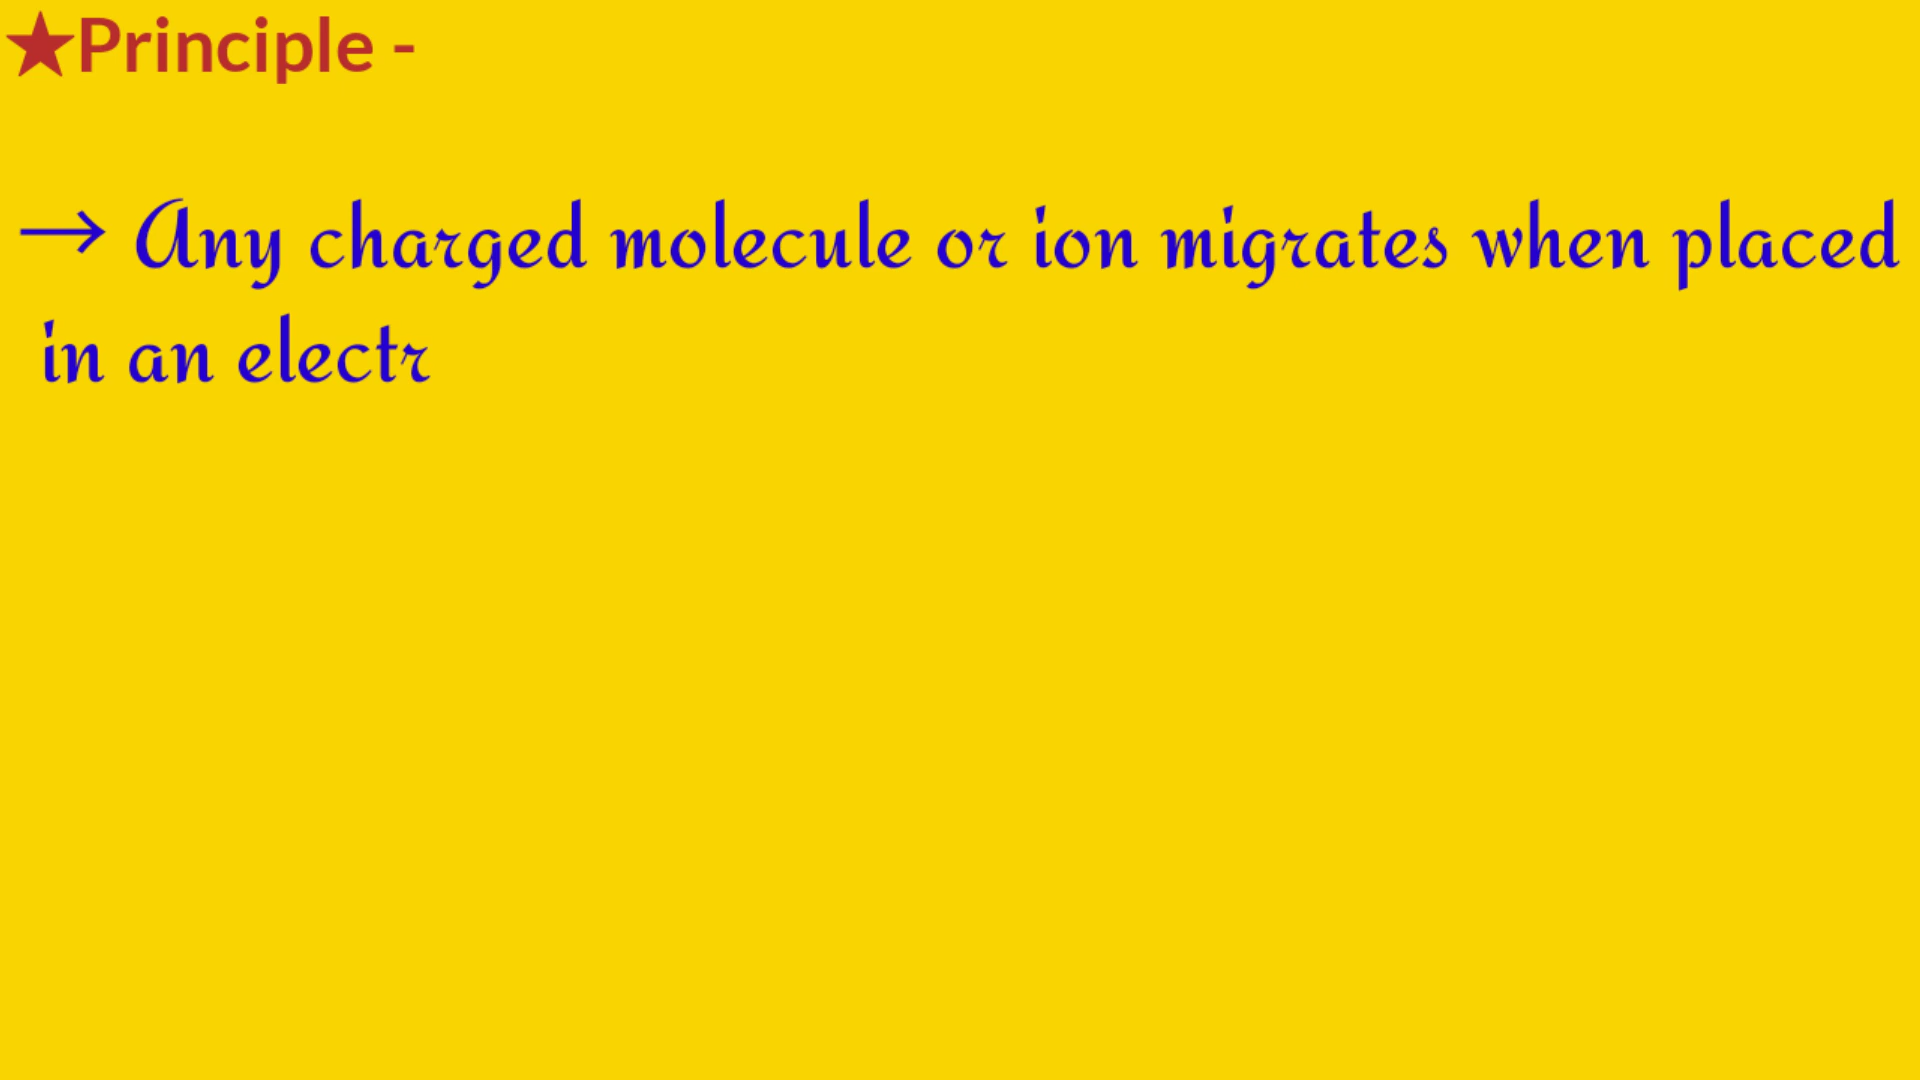 ★Principle -
→ Any charged molecule or ion migrates when placed
in an electr